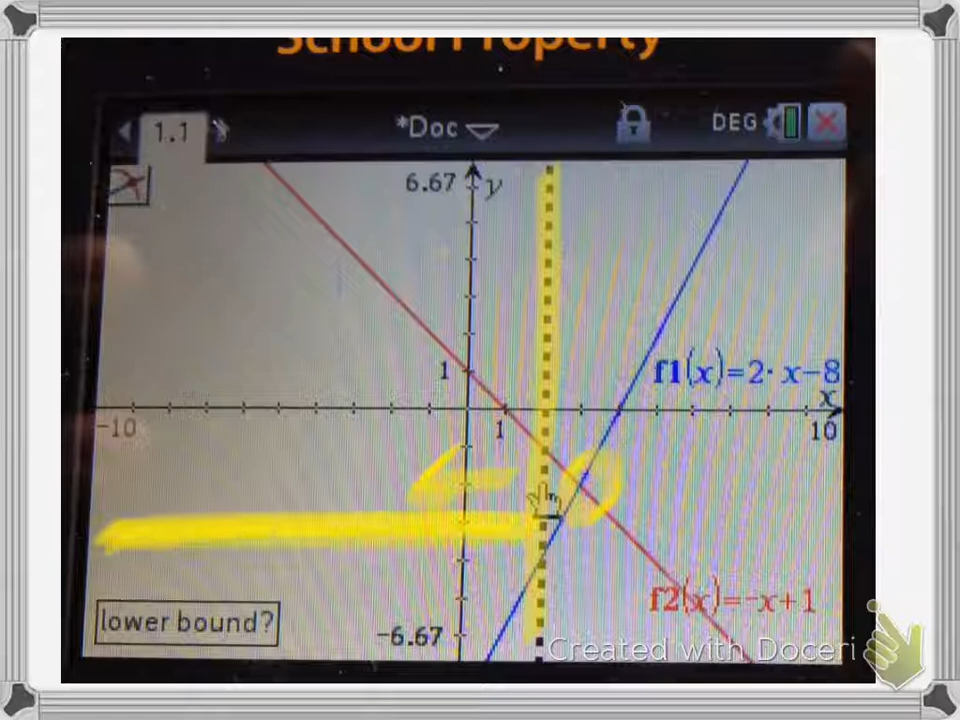 School Property
1.1
*Doc
DEG
6.67 y
1
f1(x)=2·x−8
x
-10
1
10
f2(x)=-x+1
lower bound?
-6.67
Created with Doceri